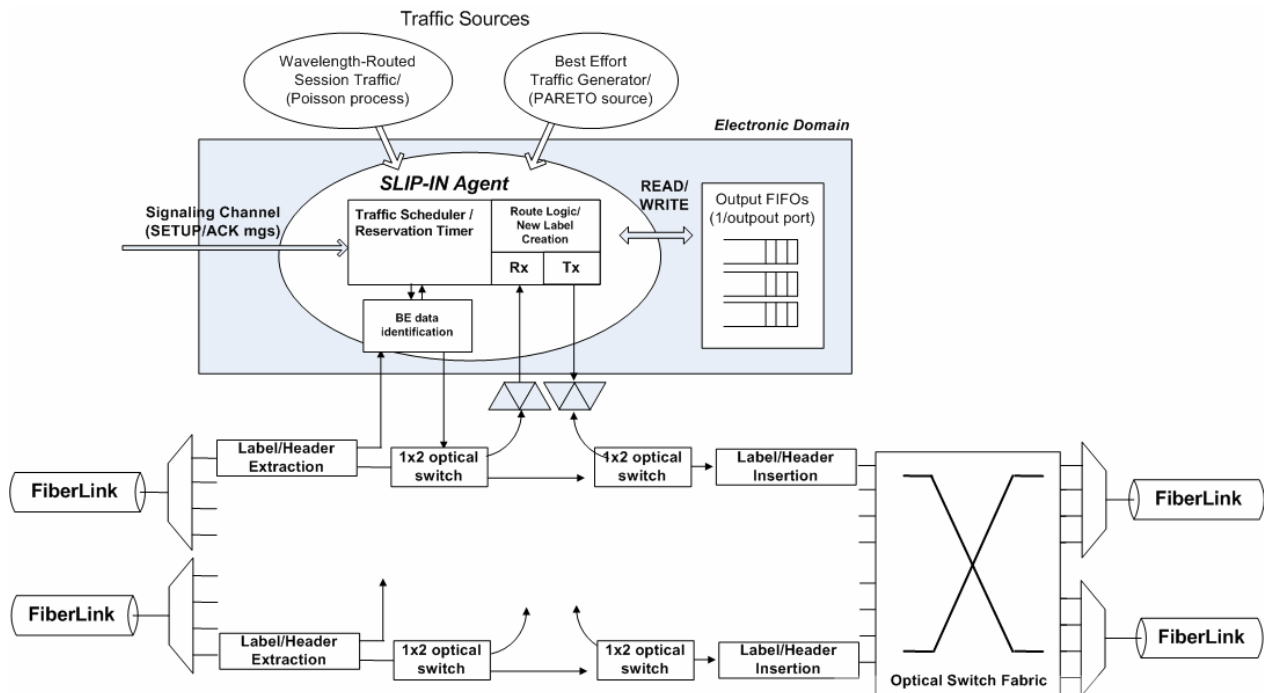 Traffic Sources
Wavelength-Routed
Session Traffic/
(Poisson process)
Best Effort
Traffic Generator/
(PARETO source)
Electronic Domain
SLIP-IN Agent
Signaling Channel
(SETUP/ACK mgs)
Traffic Scheduler /
Reservation Timer
Route Logic/
New Label
Creation
Rx
Tx
READ/
WRITE
Output FIFOs
(1/outpout port)
BE data
identification
FiberLink
Label/Header
Extraction
1x2 optical
switch
1x2 optical
switch
Label/Header
Insertion
FiberLink
FiberLink
Label/Header
Extraction
1x2 optical
switch
1x2 optical
switch
Label/Header
Insertion
Optical Switch Fabric
FiberLink